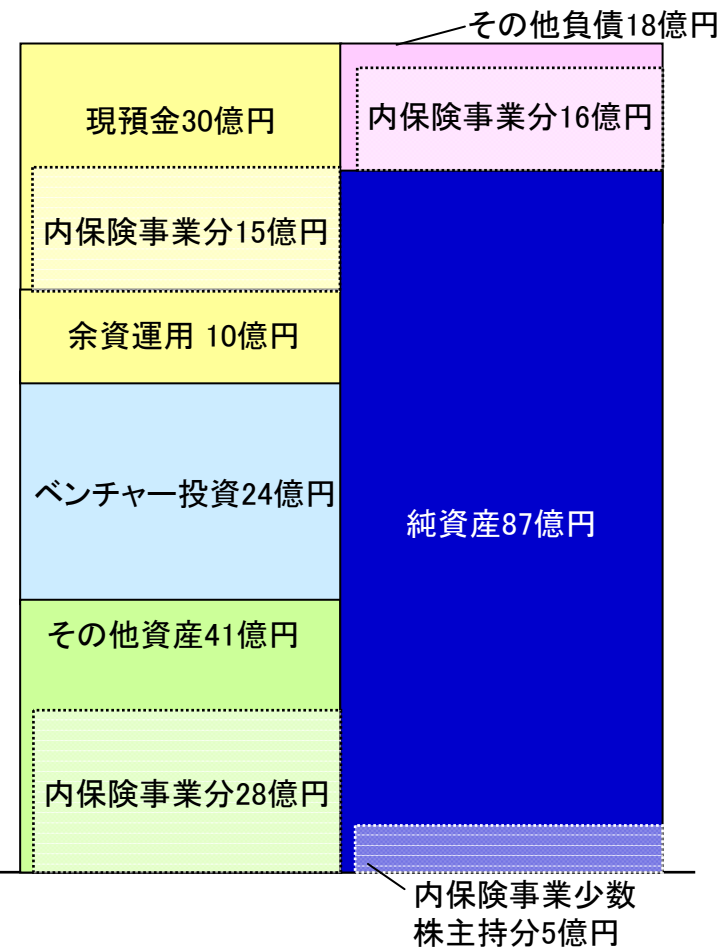 その他負債18億円
現預金30億円
内保険事業分16億円
内保険事業分15億円
余資運用 10億円
ベンチャー投資24億円
純資産87億円
その他資産41億円
内保険事業分28億円
内保険事業少数
株主持分5億円